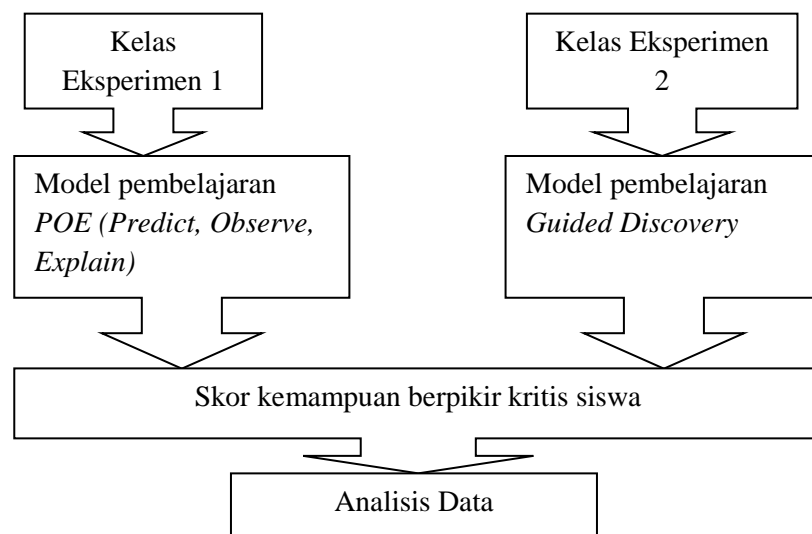 Kelas
Eksperimen 1
Kelas Eksperimen
2
Model pembelajaran
POE (Predict, Observe,
Explain)
Model pembelajaran
Guided Discovery
Skor kemampuan berpikir kritis siswa
Analisis Data